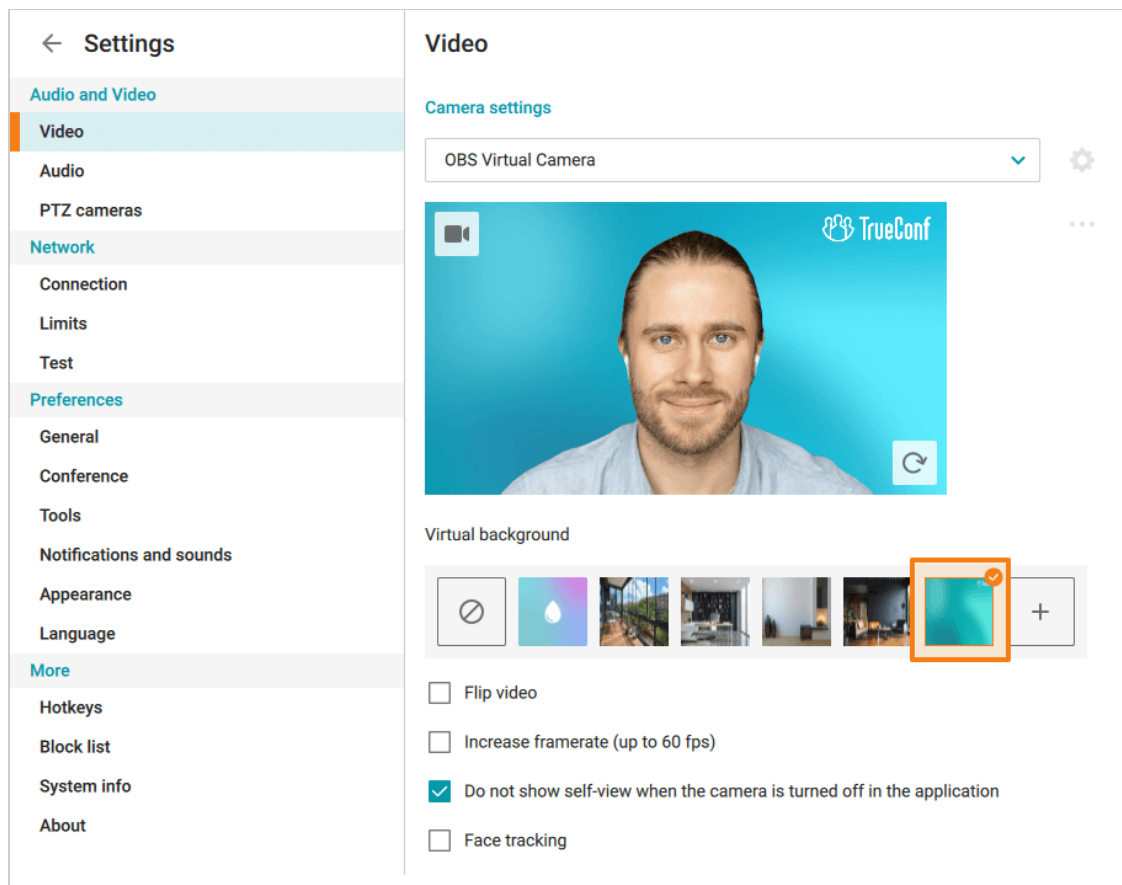 Settings
Audio and Video
Video
Audio
PTZ cameras
Network
Connection
Limits
Test
Preferences
General
Conference
Tools
Notifications and sounds
Appearance
Language
More
Hotkeys
Block list
System info
About
Video
Camera settings
OBS Virtual Camera
TrueConf
Virtual background
Flip video
Increase framerate (up to 60 fps)
Do not show self-view when the camera is turned off in the application
Face tracking